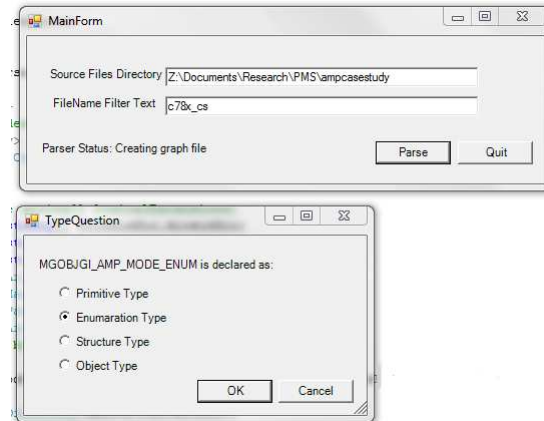 MainForm
Source Files Directory Z:\Documents\Research\PMS\ampcasestudy
FileName Filter Text c78x_cs
Parser Status: Creating graph file
Parse Quit
TypeQuestion
MGOBJGI_AMP_MODE_ENUM is declared as:
Primitive Type
Enumaration Type
Structure Type
Object Type
OK Cancel